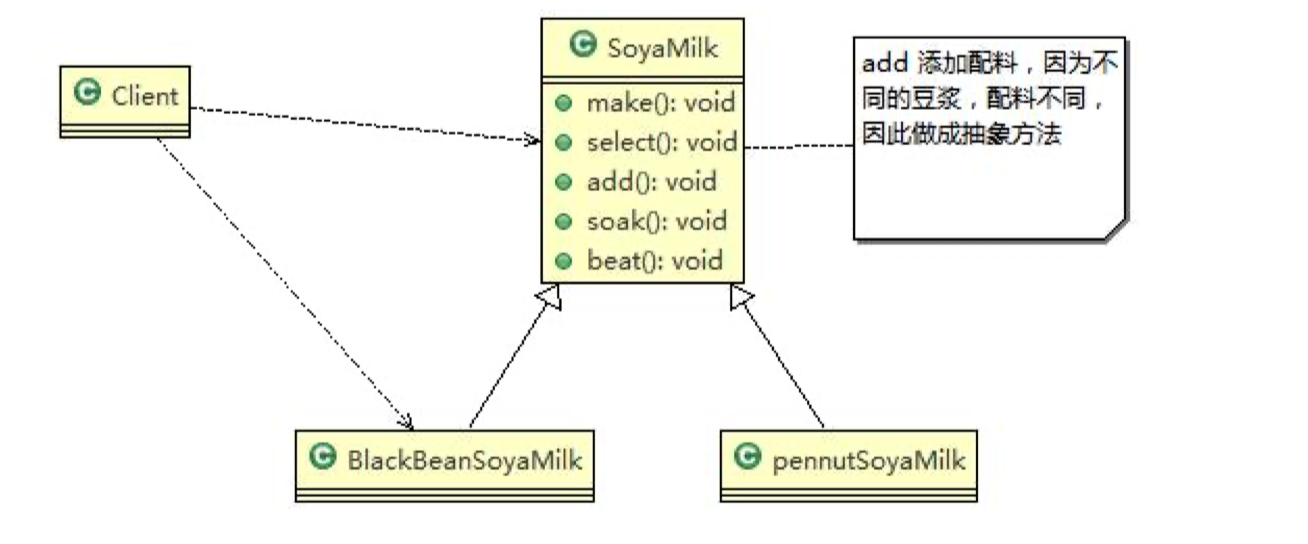 Client
SoyaMilk
make(): void
select(): void
add(): void
soak(): void
beat(): void
add 添加配料，因为不
同的豆浆，配料不同，
因此做成抽象方法
BlackBeanSoyaMilk
pennutSoyaMilk